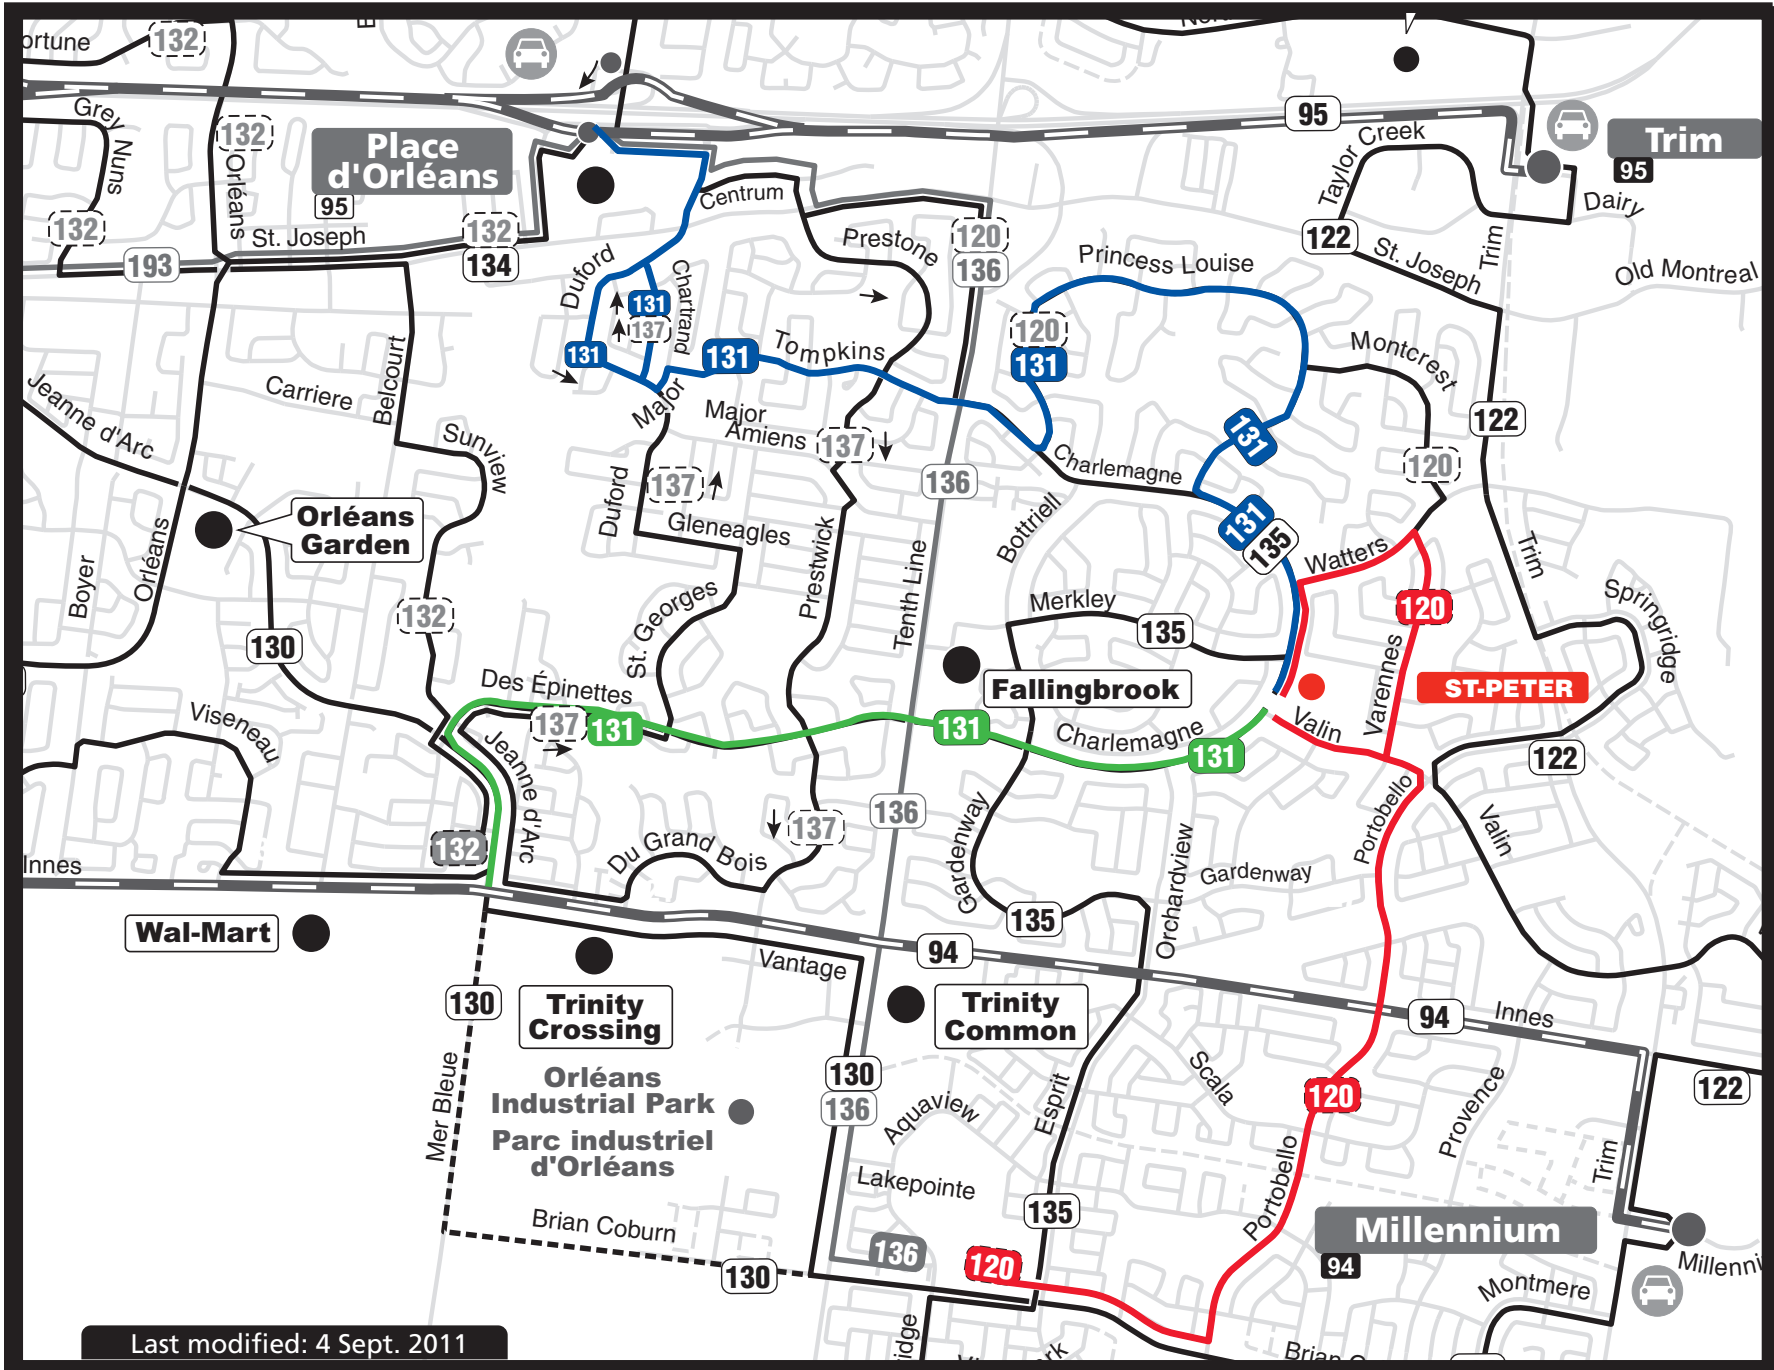 ortune
132
Grey
Nuns
132
Orléans
132
Place
d'Orléans
95
St. Joseph
132
134
193
95
Taylor Creek
Trim
95
Dairy
Trim
122
St. Joseph
Old Montreal
Centrum
Prestone
120
136
Princess Louise
Duford
Chartrand
131
137
131
131
Tompkins
120
131
Montcrest
Major
Major
Amiens
137
Jeanne d'Arc
Carriere
Belcourt
Sunview
122
120
131
Charlemagne
136
137
Duford
Gleneagles
Prestwick
Bottriell
131
135
Watters
Orléans
Garden
Boyer
Orléans
130
132
St. Georges
Tenth Line
Merkley
135
120
Trim
Springridge
Fallingbrook
ST-PETER
Varennes
Valin
Des Épinettes
137
131
131
Charlemagne
131
122
Viseneau
Jeanne d'Arc
132
Innes
Du Grand Bois
137
136
Gardenway
Orchardview
Gardenway
Portobello
Valin
135
94
Wal-Mart
Vantage
130
Trinity
Crossing
Trinity
Common
94
Innes
Orléans
Industrial Park
Parc industriel
d'Orléans
Mer Bleue
130
136
Aquaview
Esprit
Scala
120
Provence
122
Trim
Lakepointe
135
Portobello
Millennium
94
Brian Coburn
130
136
120
Montmere
Millenni
Last modified: 4 Sept. 2011
idge
ark
Brian C